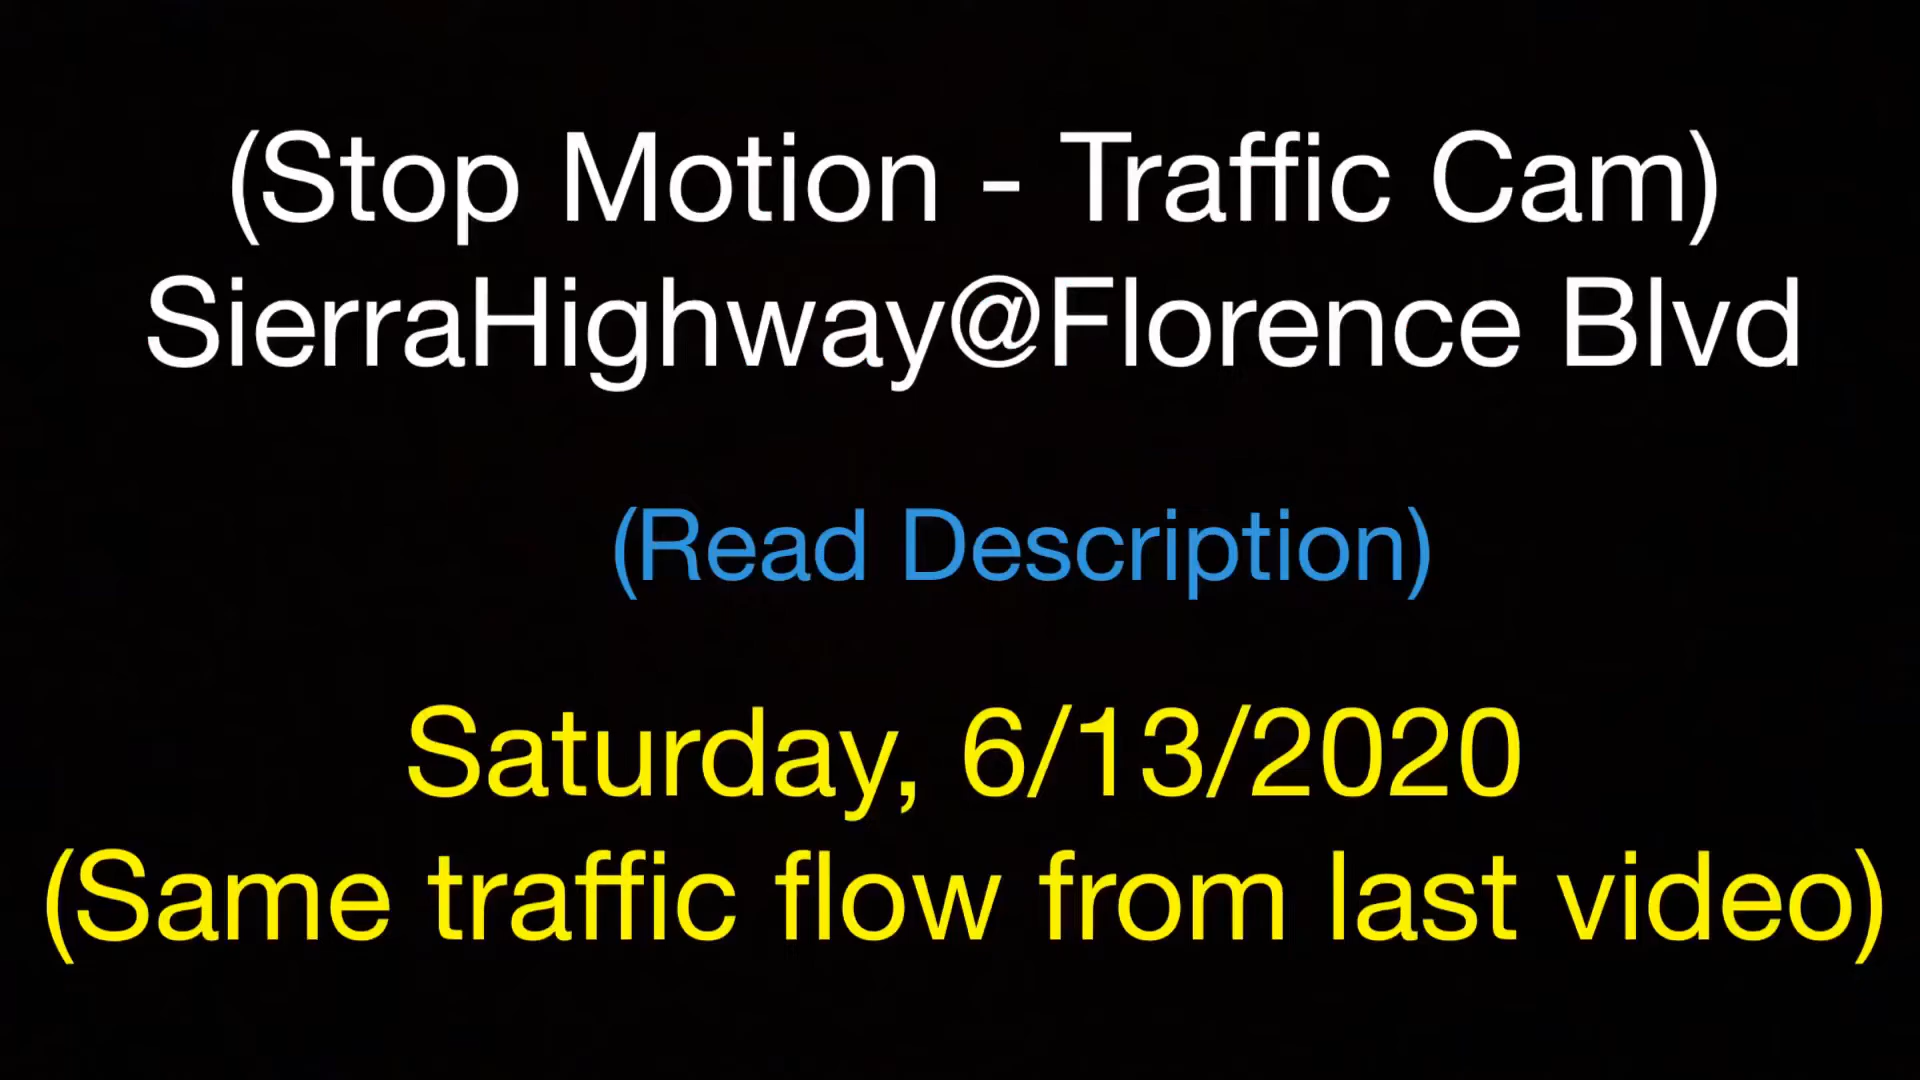 (Stop Motion - Traffic Cam)
SierraHighway@Florence Blvd
(Read Description)
Saturday, 6/13/2020
(Same traffic flow from last video)